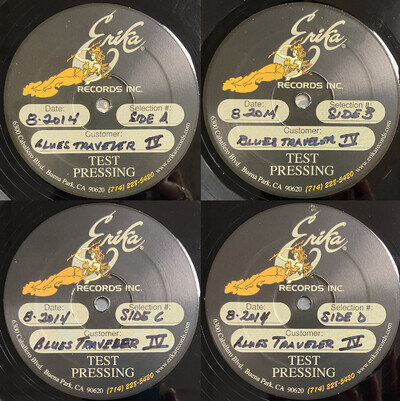 Erika®
RECORDS INC.
Date: Selection #:
8-2014 SIDE A
Customer:
BLUES TRAVELER IV
TEST
PRESSING
6300 Caballero Blvd. Buena Park, CA 90620 (714) 228-5420 www.erikarecords.com
Erika®
RECORDS INC.
Date: Selection #:
8-2014 SIDE B
Customer:
BLUES TRAVELER IV
TEST
PRESSING
6300 Caballero Blvd. Buena Park, CA 90620 (714) 228-5420 www.erikarecords.com
Erika®
RECORDS INC.
Date: Selection #:
8-2014 SIDE C
Customer:
BLUES TRAVELER IV
TEST
PRESSING
6300 Caballero Blvd. Buena Park, CA 90620 (714) 228-5420 www.erikarecords.com
Erika®
RECORDS INC.
Date: Selection #:
8-2014 SIDE D
Customer:
BLUES TRAVELER IV
TEST
PRESSING
6300 Caballero Blvd. Buena Park, CA 90620 (714) 228-5420 www.erikarecords.com